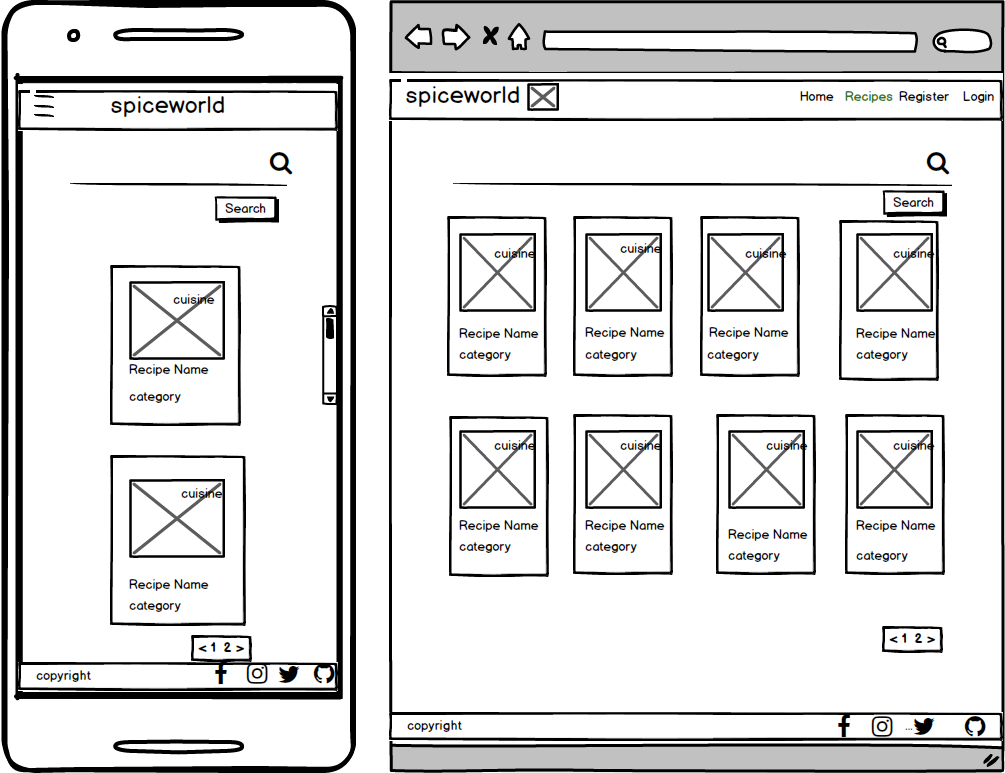 spiceworld
Search
cuisine
Recipe Name
category
cuisine
Recipe Name
category
< 1 2 >
copyright
spiceworld
Home Recipes Register Login
Search
cuisine cuisine cuisine cuisine
Recipe Name Recipe Name Recipe Name Recipe Name
category category category category
cuisine cuisine cuisine cuisine
Recipe Name Recipe Name Recipe Name Recipe Name
category category category category
< 1 2 >
copyright
...